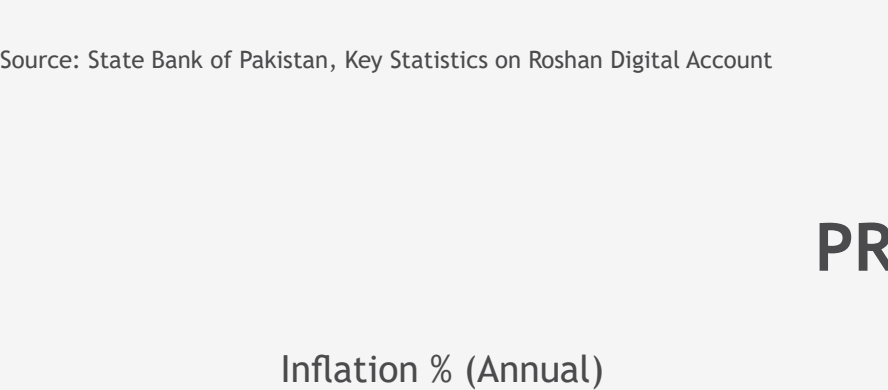 Source: State Bank of Pakistan, Key Statistics on Roshan Digital Account
PR
Inflation % (Annual)